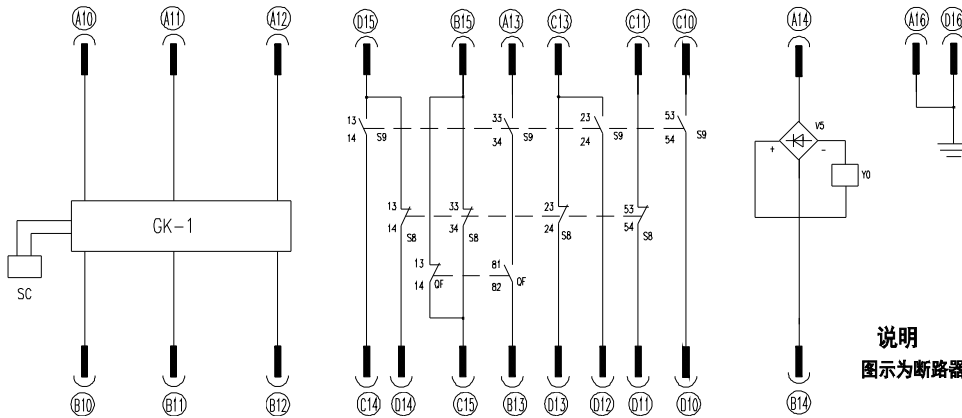 A10 A11 A12 D15 B15 A13 C13 C11 C10 A14 A16 D16
13 33 23 53 V5
14 S9 34 S9 24 S9 54 S9
+ -
Y0
13 33 23 53
GK-1 14 S8 34 S8 24 54 S8
13 81
SC 14 QF 82 QF
说明
图示为断路器
B10 B11 B12 C14 D14 C15 B13 D13 D12 D11 D10 B14